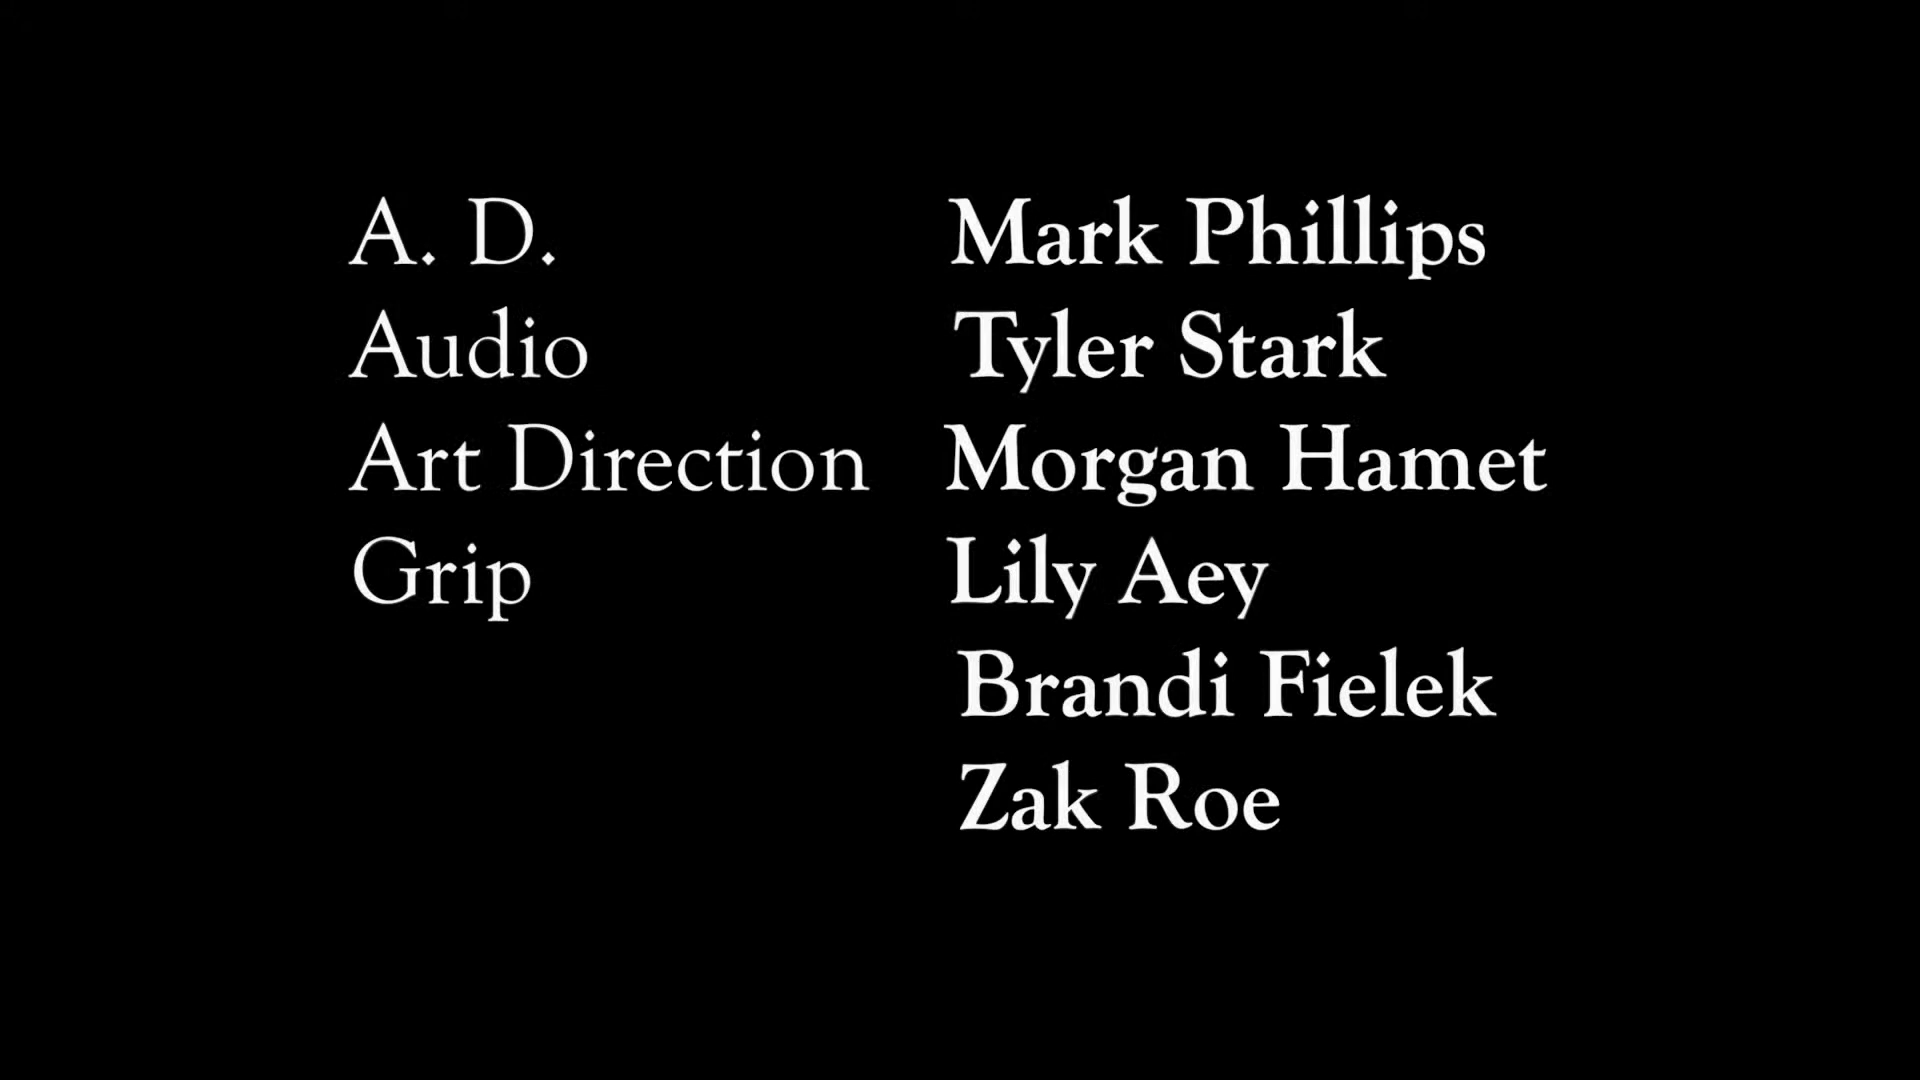 A. D. Mark Phillips
Audio Tyler Stark
Art Direction Morgan Hamet
Grip Lily Aey
Brandi Fielek
Zak Roe